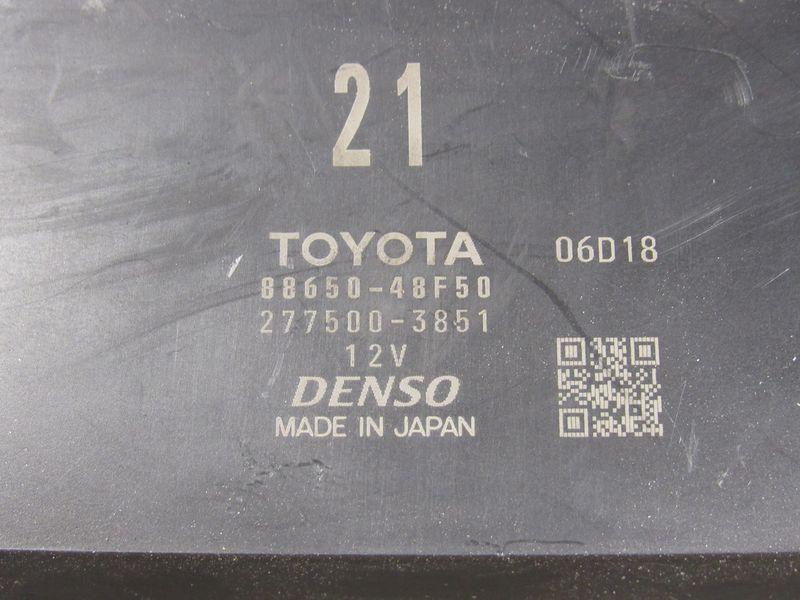 21
TOYOTA
06D18
88650-48F50
277500-3851
12V
DENSO
MADE IN JAPAN